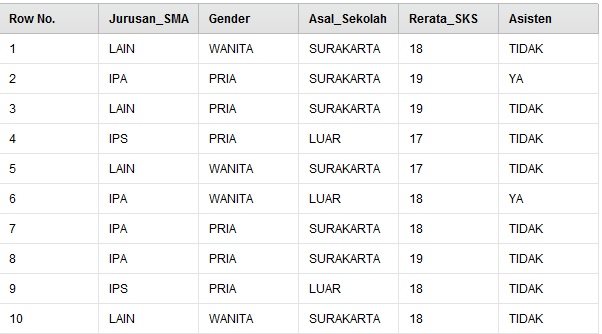 Row No. Jurusan_SMA Gender Asal_Sekolah Rerata_SKS Asisten
1 LAIN WANITA SURAKARTA 18 TIDAK
2 IPA PRIA SURAKARTA 19 YA
3 LAIN PRIA SURAKARTA 19 TIDAK
4 IPS PRIA LUAR 17 TIDAK
5 LAIN WANITA SURAKARTA 17 TIDAK
6 IPA WANITA LUAR 18 YA
7 IPA PRIA SURAKARTA 18 TIDAK
8 IPA PRIA SURAKARTA 19 TIDAK
9 IPS PRIA LUAR 18 TIDAK
10 LAIN WANITA SURAKARTA 18 TIDAK